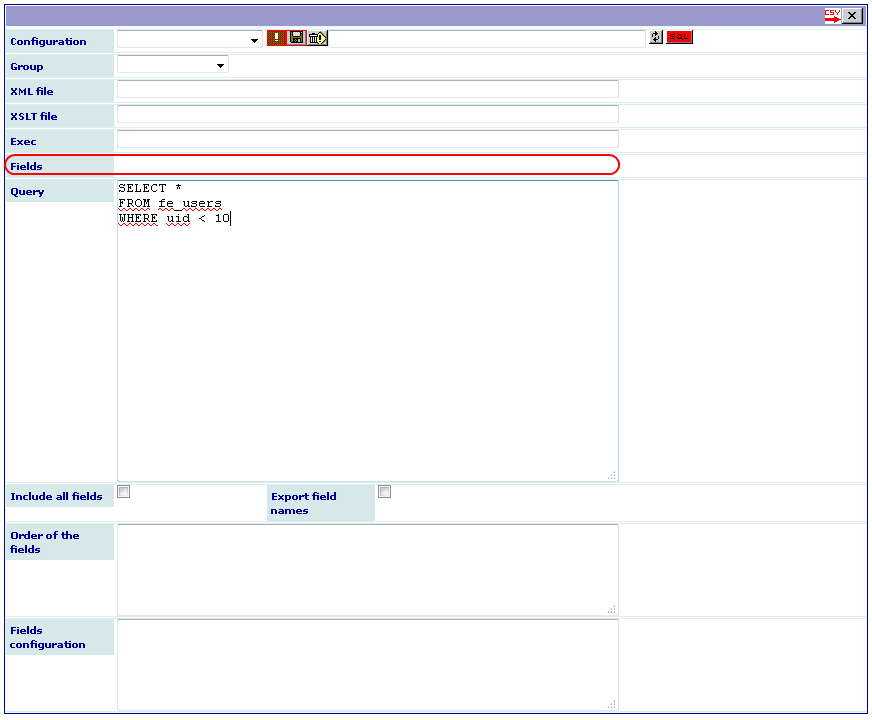 CSV
Configuration
SQL
Group
XML file
XSLT file
Exec
Fields
Query
SELECT *
FROM fe_users
WHERE uid < 10
Include all fields
Export field
names
Order of the
fields
Fields
configuration